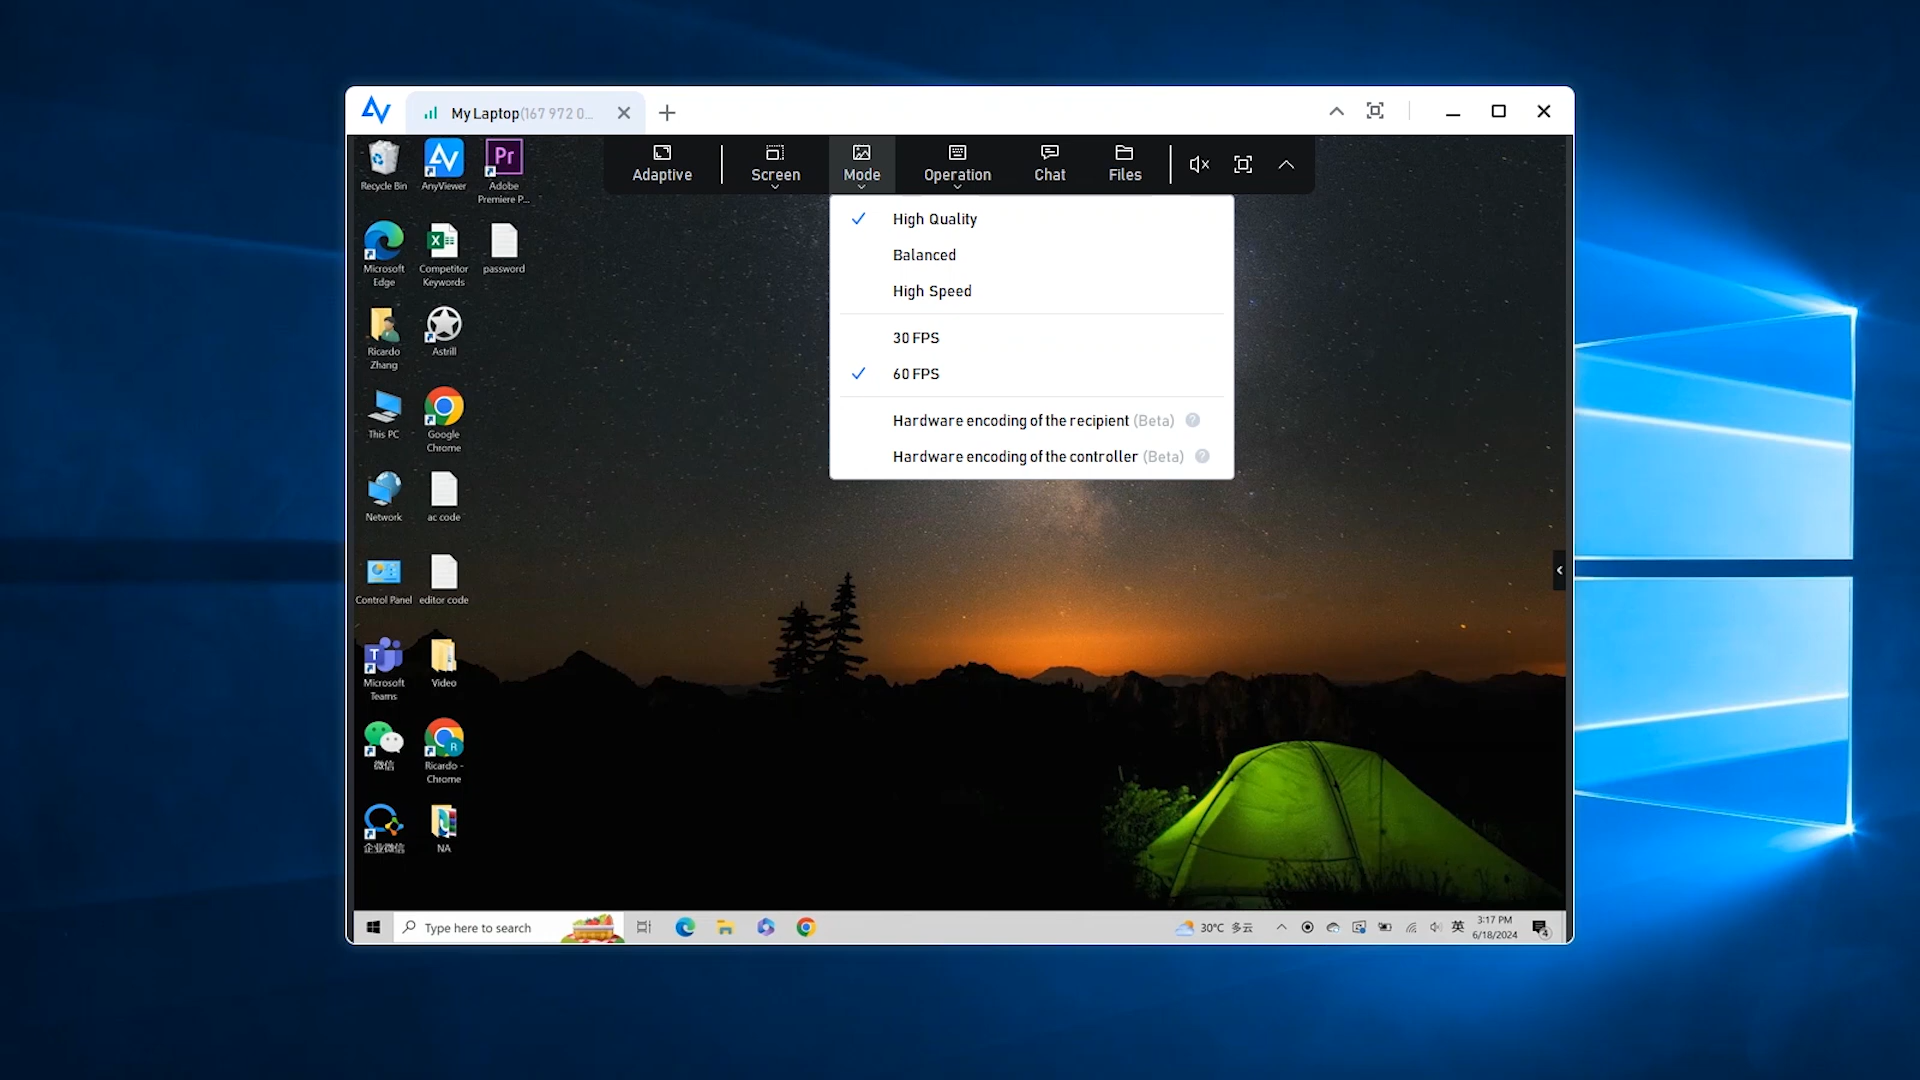 My Laptop(167 972 0...
Adaptive
Screen
Mode
Operation
Chat
Files
High Quality
Balanced
High Speed
30 FPS
60 FPS
Hardware encoding of the recipient (Beta) ?
Hardware encoding of the controller (Beta) ?
Recycle Bin
AnyViewer
Pr
Adobe
Premiere P...
Microsoft
Edge
Competitor
Keywords
password
Ricardo
Zhang
Astrill
This PC
Google
Chrome
Network
ac code
Control Panel
editor code
Microsoft
Teams
Video
微信
R
Ricardo -
Chrome
企业微信
NA
Type here to search
30°C 多云
英
3:17 PM
6/18/2024
4